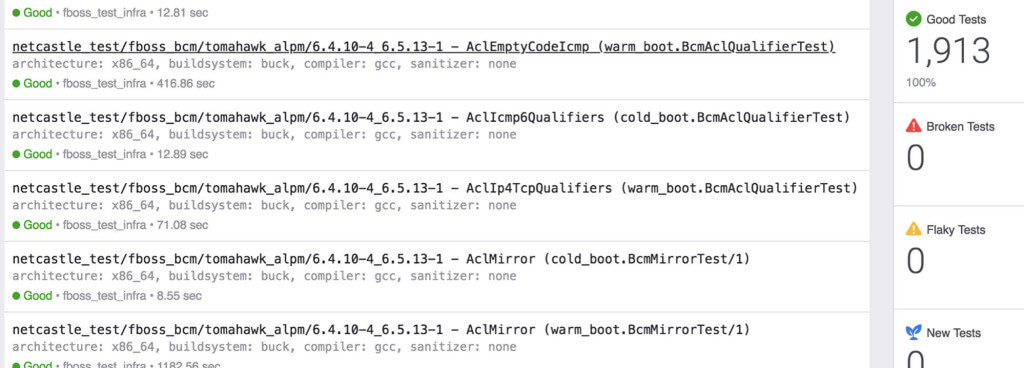 Good • fboss_test_infra • 12.81 sec
netcastle_test/fboss_bcm/tomahawk_alpm/6.4.10-4_6.5.13-1 – AclEmptyCodeIcmp (warm_boot.BcmAclQualifierTest)
architecture: x86_64, buildsystem: buck, compiler: gcc, sanitizer: none
Good • fboss_test_infra • 416.86 sec
netcastle_test/fboss_bcm/tomahawk_alpm/6.4.10-4_6.5.13-1 – AclIcmp6Qualifiers (cold_boot.BcmAclQualifierTest)
architecture: x86_64, buildsystem: buck, compiler: gcc, sanitizer: none
Good • fboss_test_infra • 12.89 sec
netcastle_test/fboss_bcm/tomahawk_alpm/6.4.10-4_6.5.13-1 – AclIp4TcpQualifiers (warm_boot.BcmAclQualifierTest)
architecture: x86_64, buildsystem: buck, compiler: gcc, sanitizer: none
Good • fboss_test_infra • 71.08 sec
netcastle_test/fboss_bcm/tomahawk_alpm/6.4.10-4_6.5.13-1 – AclMirror (cold_boot.BcmMirrorTest/1)
architecture: x86_64, buildsystem: buck, compiler: gcc, sanitizer: none
Good • fboss_test_infra • 8.55 sec
netcastle_test/fboss_bcm/tomahawk_alpm/6.4.10-4_6.5.13-1 – AclMirror (warm_boot.BcmMirrorTest/1)
architecture: x86_64, buildsystem: buck, compiler: gcc, sanitizer: none
Good • fboss_test_infra • 1182.56 sec
Good Tests
1,913
100%
Broken Tests
0
Flaky Tests
0
New Tests
0